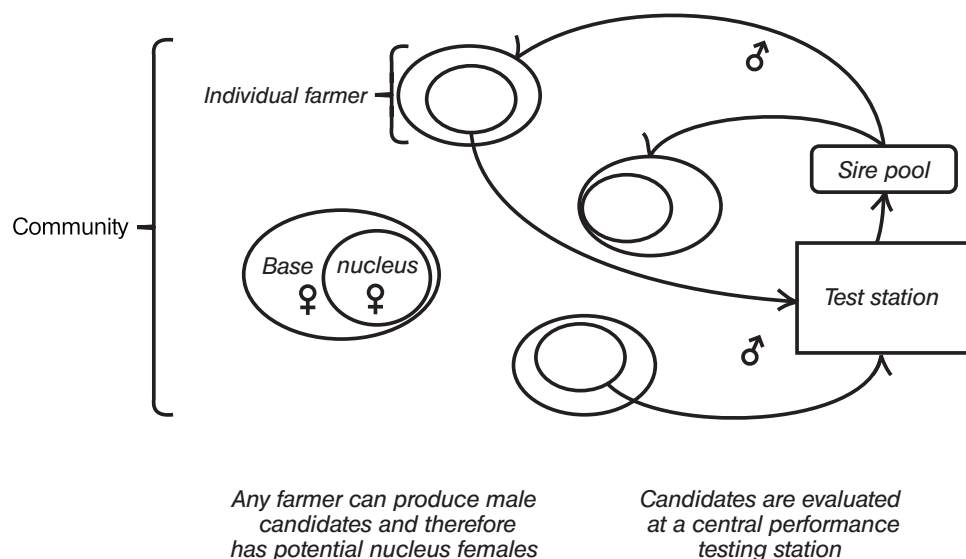 Individual farmer
Sire pool
Community
Base nucleus
Test station
Any farmer can produce male
candidates and therefore
has potential nucleus females
Candidates are evaluated
at a central performance
testing station